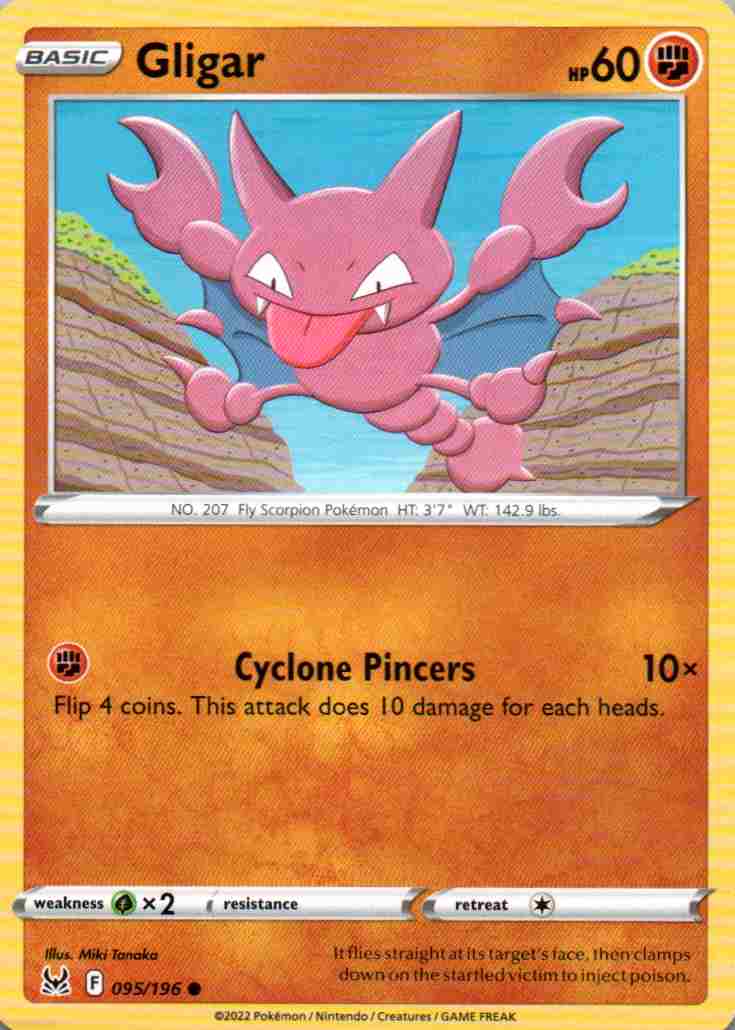 BASIC Gligar HP60
NO. 207 Fly Scorpion Pokémon HT: 3'7" WT: 142.9 lbs.
Cyclone Pincers 10×
Flip 4 coins. This attack does 10 damage for each heads.
weakness ×2 resistance retreat
Illus. Miki Tanaka
It flies straight at its target's face, then clamps
down on the startled victim to inject poison.
F 095/196
©2022 Pokémon / Nintendo / Creatures / GAME FREAK